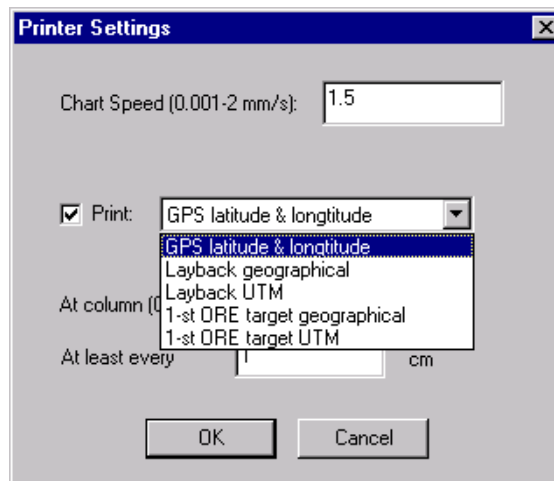 Printer Settings
Chart Speed (0.001-2 mm/s): 1.5
Print: GPS latitude & longtitude
GPS latitude & longtitude
Layback geographical
Layback UTM
1-st ORE target geographical
1-st ORE target UTM
At column (
At least every cm
OK Cancel